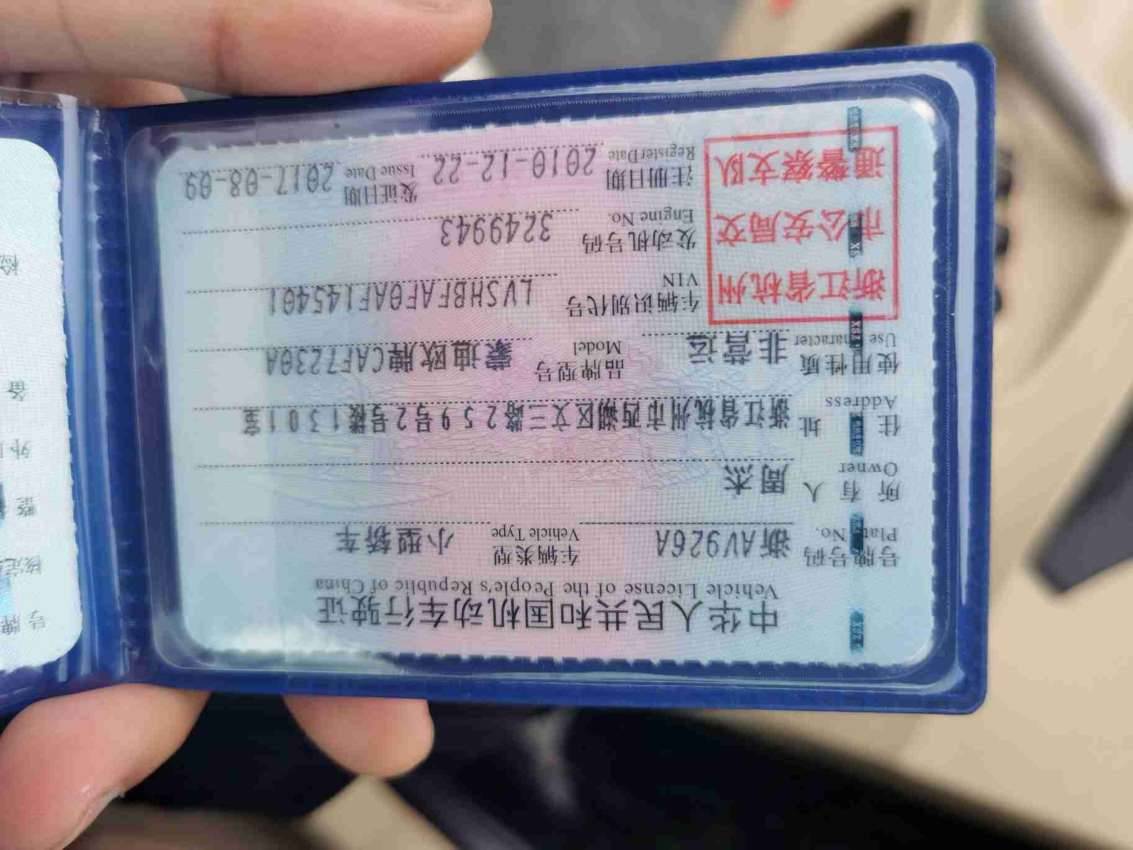 中华人民共和国机动车行驶证
Vehicle License of the People's Republic of China
号牌号码 浙AV926A 车辆类型 小型轿车
Plate No. Vehicle Type
所有人 周杰
Owner
住址 浙江省杭州市西湖区文三路259号2号楼1301室
Address
使用性质 非营运 品牌型号 蒙迪欧牌CAF7230A
Use Character Model
车辆识别代号 LVSHBFAF0AF145401
VIN
发动机号码 3249943
Engine No.
注册日期 2010-12-22 发证日期 2017-08-09
Register Date Issue Date
浙江省杭州
市公安局交
通警察支队
号牌
核定
整
外
备
检